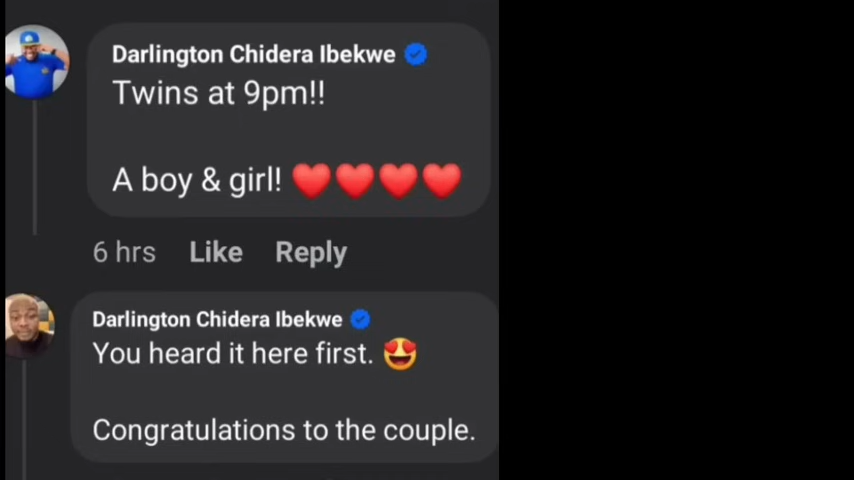 Darlington Chidera Ibekwe
Twins at 9pm!!
A boy & girl! ❤️❤️❤️❤️
6 hrs Like Reply
Darlington Chidera Ibekwe
You heard it here first. 😍
Congratulations to the couple.